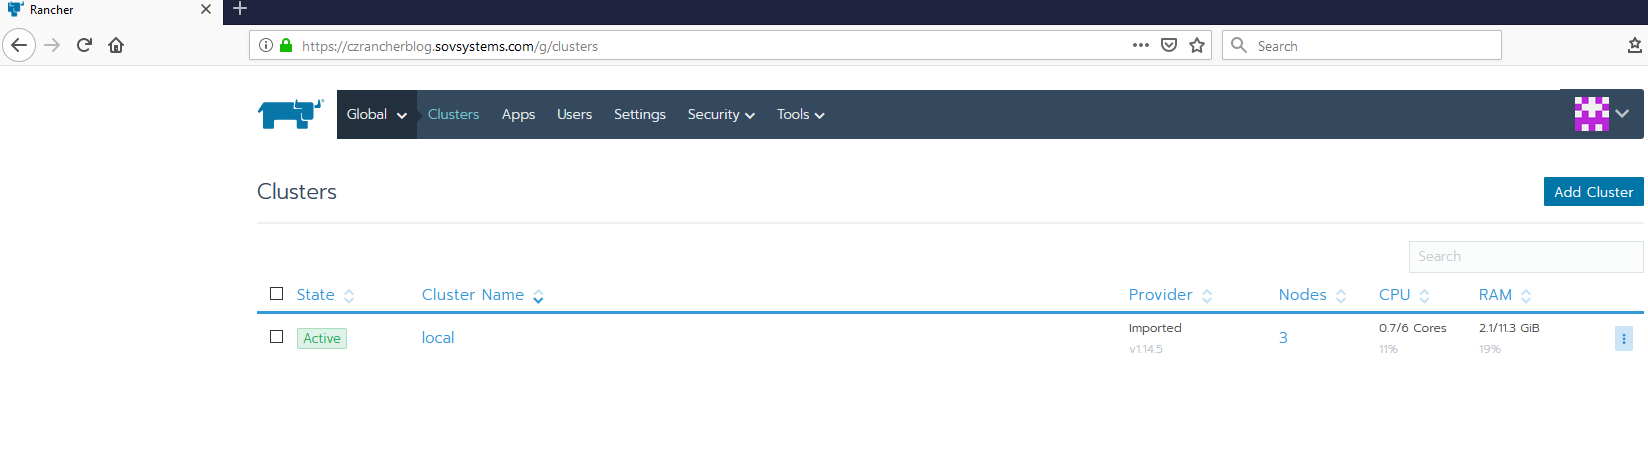 Rancher
https://czrancherblog.sovsystems.com/g/clusters
Search
Global Clusters Apps Users Settings Security Tools
Clusters
Add Cluster
Search
State Cluster Name Provider Nodes CPU RAM
Active local Imported 3 0.7/6 Cores 2.1/11.3 GiB
v1.14.5 11% 19%